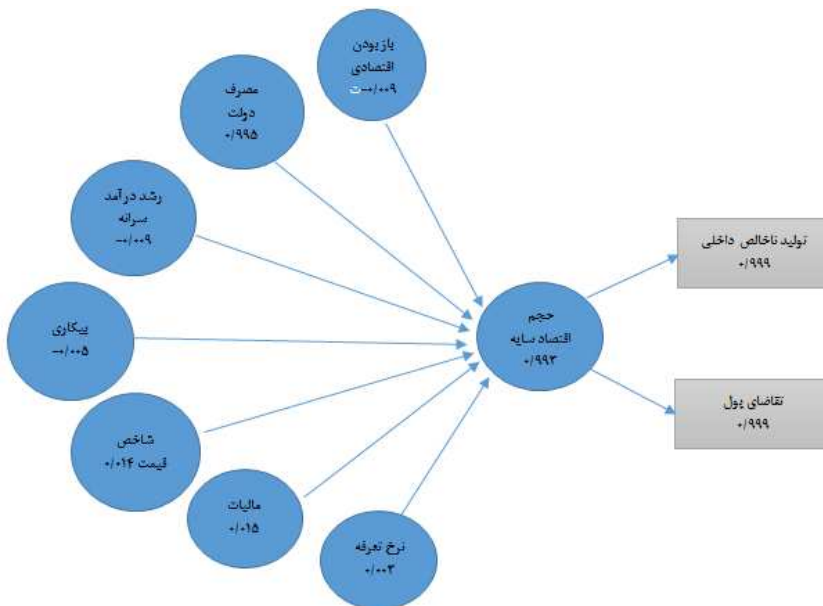 باز بودن
اقتصادی
-۰/۰۰۹ت
مصرف
دولت
۰/۹۹۵
رشد درآمد
سرانه
-۰/۰۰۹
بیکاری
-۰/۰۰۵
شاخص
قیمت ۰/۰۱۴
مالیات
۰/۰۱۵
نرخ تعرفه
۰/۰۰۳
حجم
اقتصاد سایه
۰/۹۹۳
تولید ناخالص داخلی
۰/۹۹۹
تقاضای پول
۰/۹۹۹